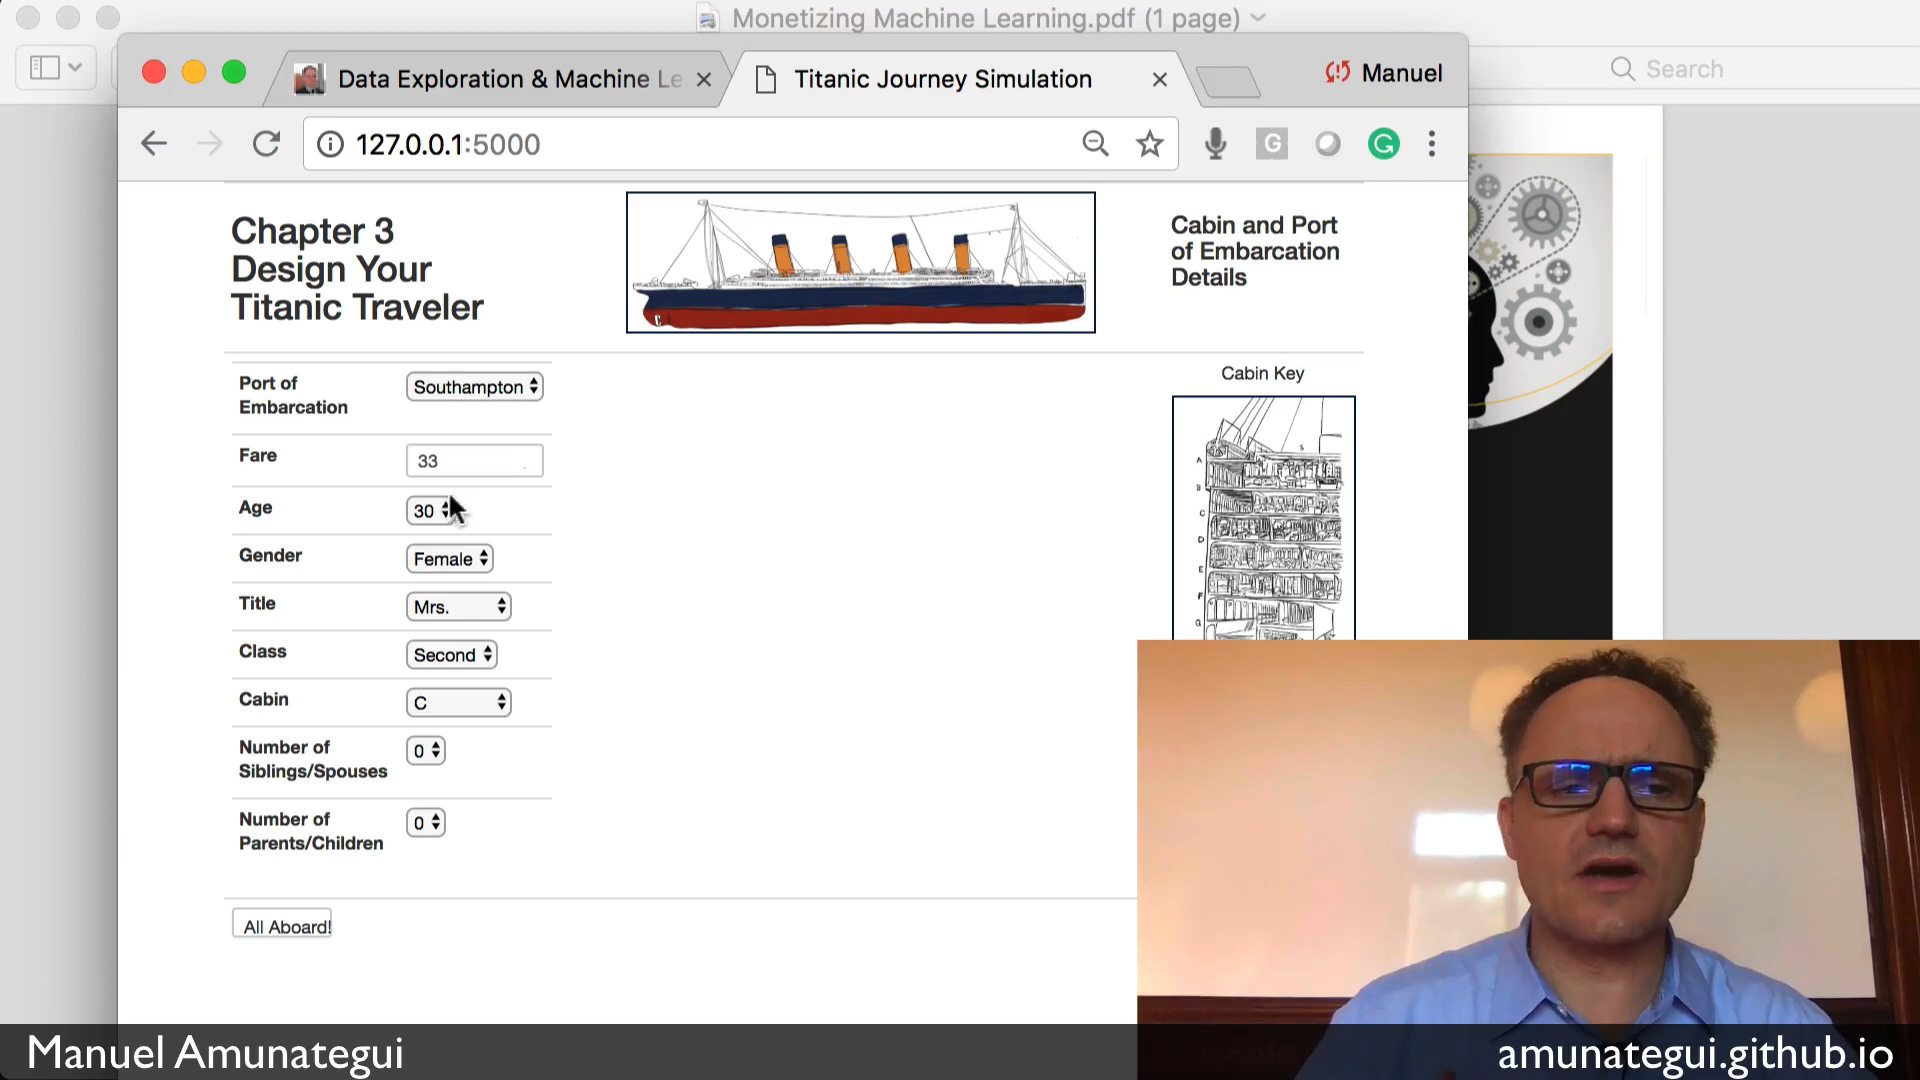 Monetizing Machine Learning.pdf (1 page)
Search
Data Exploration & Machine Le
Titanic Journey Simulation
Manuel
127.0.0.1:5000
G
G
Chapter 3
Design Your
Titanic Traveler
Cabin and Port
of Embarcation
Details
Port of
Embarcation
Southampton
Fare
33
Age
30
Gender
Female
Title
Mrs.
Class
Second
Cabin
C
Number of
Siblings/Spouses
0
Number of
Parents/Children
0
All Aboard!
Cabin Key
S
A
B
C
D
E
F
G
Manuel Amunategui
amunategui.github.io